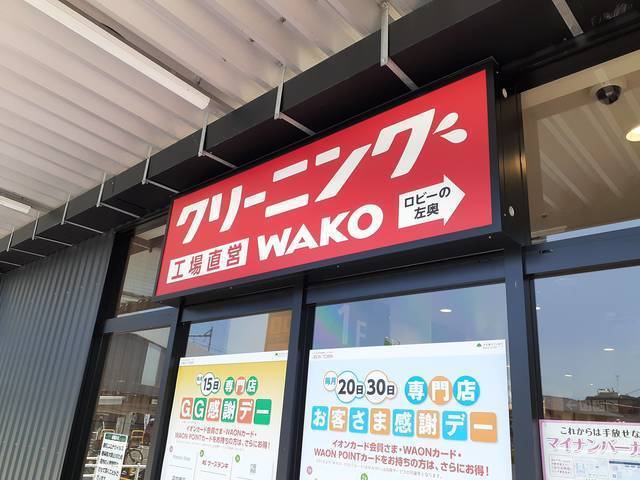 クリーニング
工場直営 WAKO
ロビーの
左奥
毎月 15日 専門店
GG感謝デー
イオンカード会員さま・WAONカード・
WAON POINTカードをお持ちの方は、さらにお得!
毎月 20日 30日 専門店
お客さま感謝デー
イオンカード会員さま・WAONカード・
WAON POINTカードをお持ちの方は、さらにお得!
これからは手放せな
マイナンバーカ